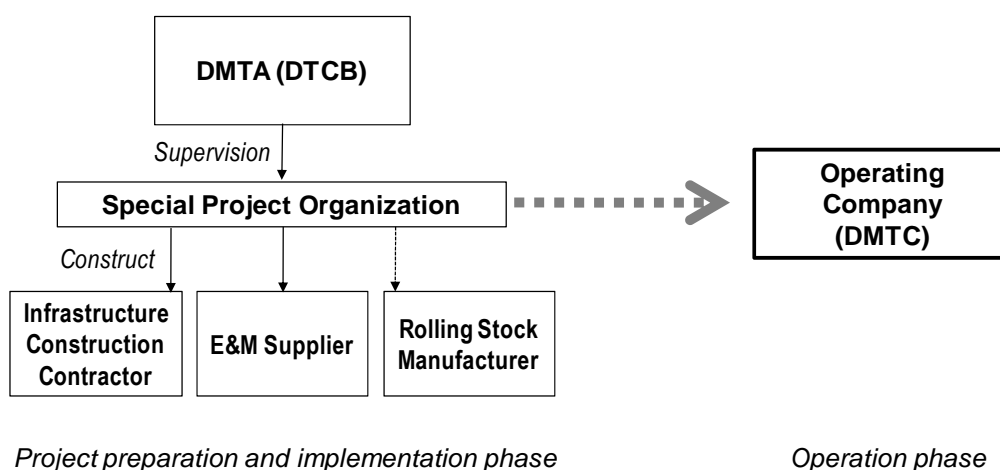 DMTA (DTCB)
Supervision
Special Project Organization
Construct
Infrastructure
Construction
Contractor
E&M Supplier
Rolling Stock
Manufacturer
Operating
Company
(DMTC)
Project preparation and implementation phase
Operation phase